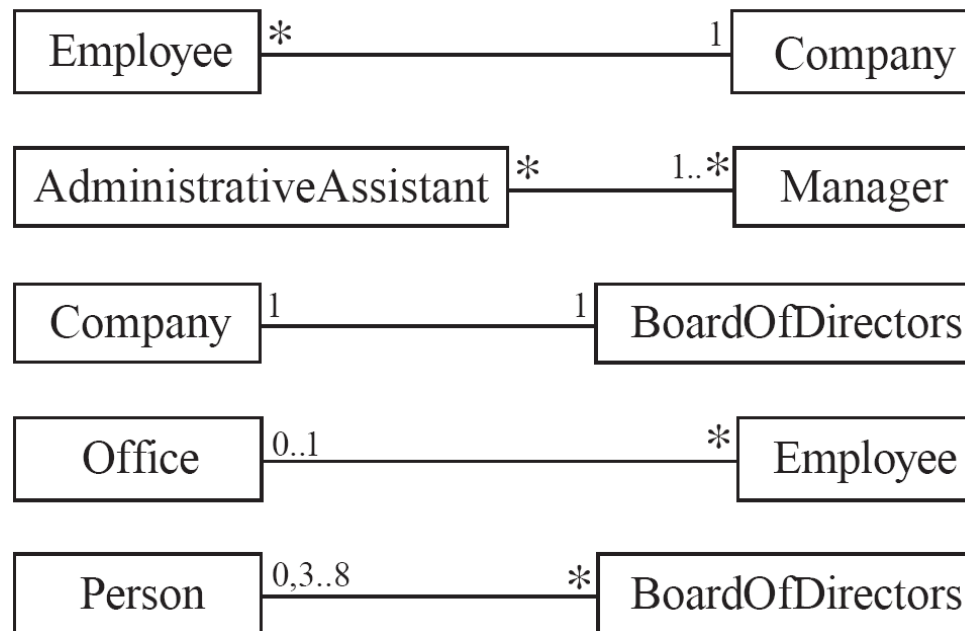 Employee * 1 Company
AdministrativeAssistant * 1..* Manager
Company 1 1 BoardOfDirectors
Office 0..1 * Employee
Person 0,3..8 * BoardOfDirectors